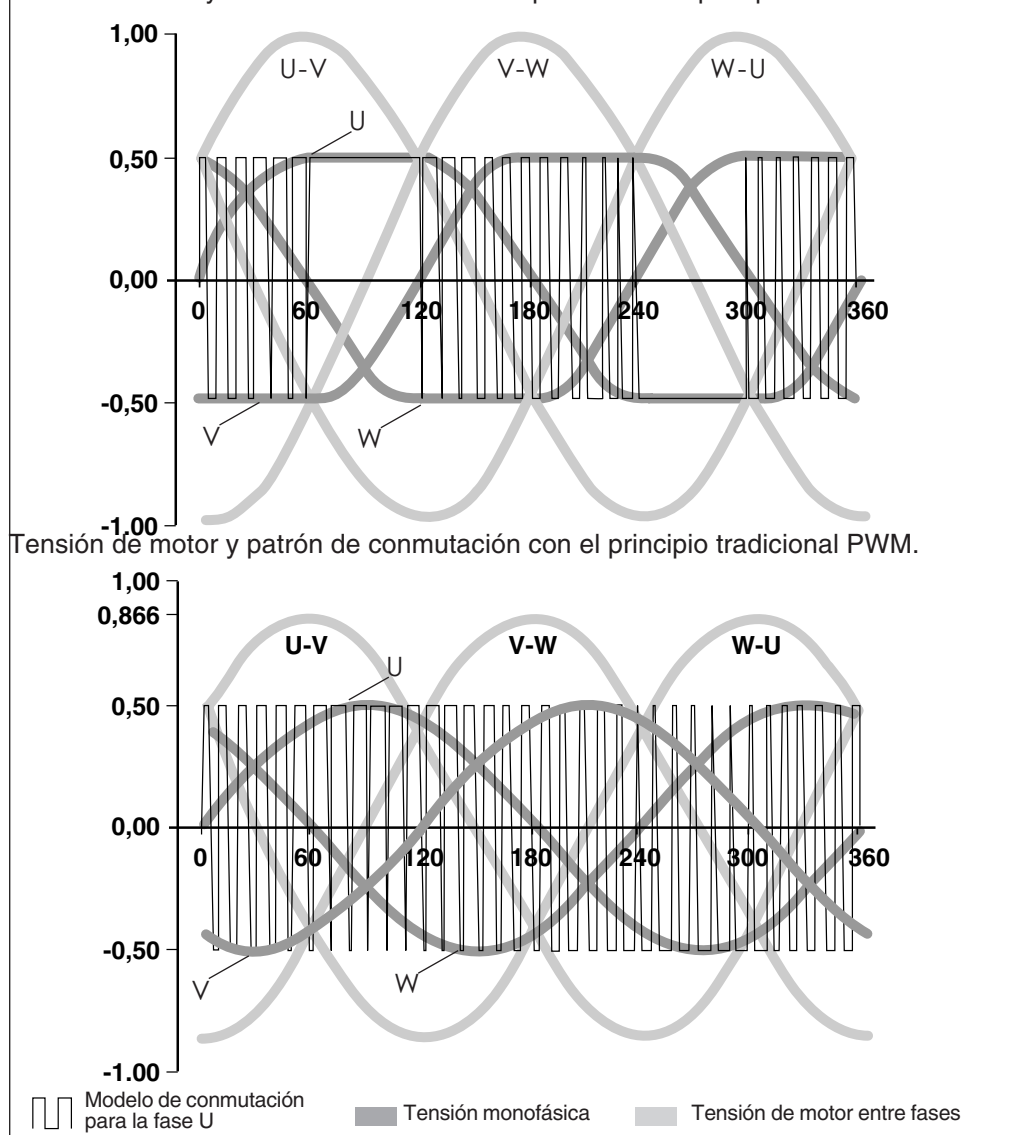 1,00
U-V V-W W-U
U
0,50
0,00
0 60 120 180 240 300 360
-0,50
V W
-1.00
Tensión de motor y patrón de conmutación con el principio tradicional PWM.
1,00
0,866
U-V V-W W-U
U
0,50
0,00
0 60 120 180 240 300 360
-0,50
V W
-1.00
Modelo de conmutación
para la fase U
Tensión monofásica
Tensión de motor entre fases